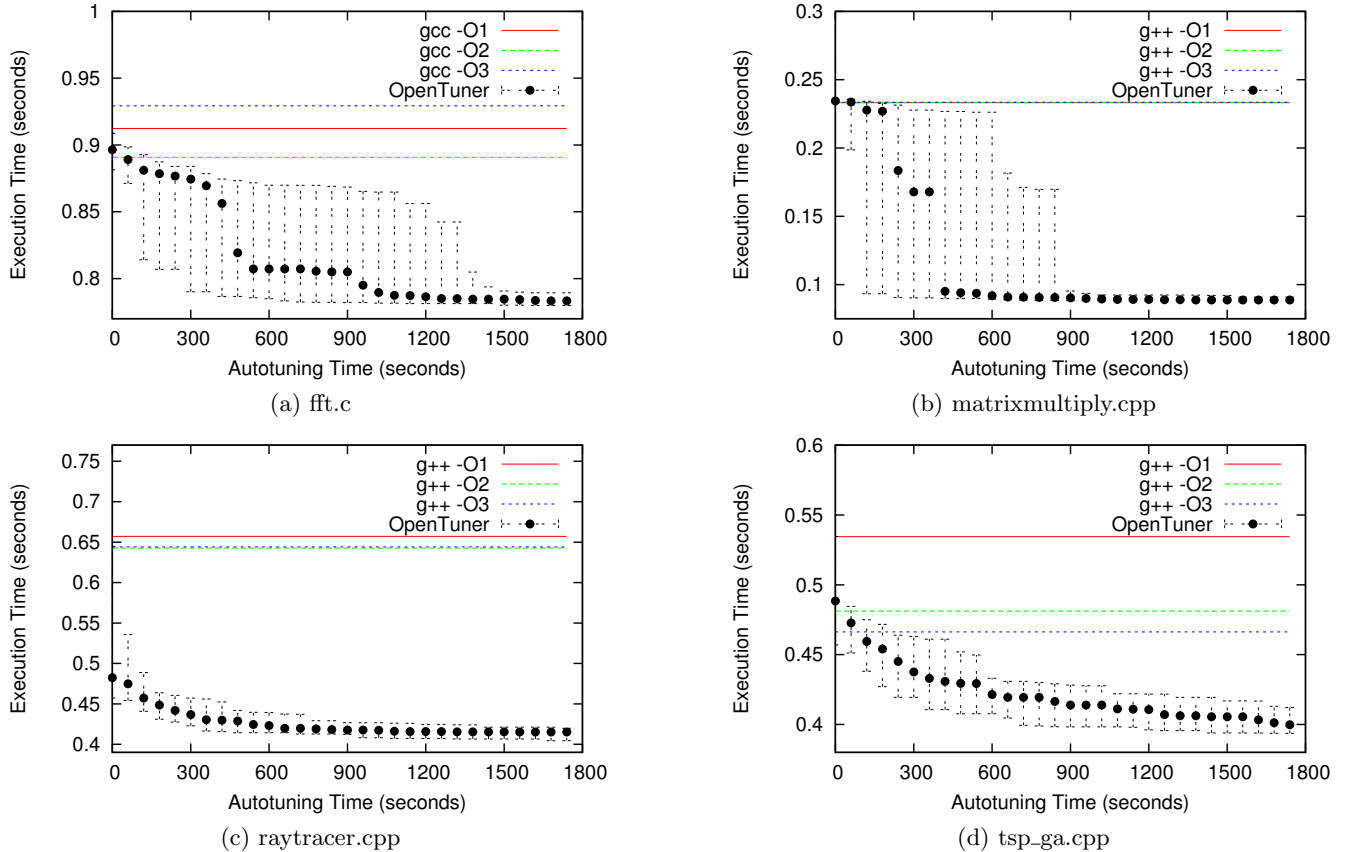 Execution Time (seconds)
1
0.95
0.9
0.85
0.8
gcc -O1
gcc -O2
gcc -O3
OpenTuner
0 300 600 900 1200 1500 1800
Autotuning Time (seconds)
(a) fft.c
Execution Time (seconds)
0.3
0.25
0.2
0.15
0.1
g++ -O1
g++ -O2
g++ -O3
OpenTuner
0 300 600 900 1200 1500 1800
Autotuning Time (seconds)
(b) matrixmultiply.cpp
Execution Time (seconds)
0.75
0.7
0.65
0.6
0.55
0.5
0.45
0.4
g++ -O1
g++ -O2
g++ -O3
OpenTuner
0 300 600 900 1200 1500 1800
Autotuning Time (seconds)
(c) raytracer.cpp
Execution Time (seconds)
0.6
0.55
0.5
0.45
0.4
g++ -O1
g++ -O2
g++ -O3
OpenTuner
0 300 600 900 1200 1500 1800
Autotuning Time (seconds)
(d) tsp_ga.cpp